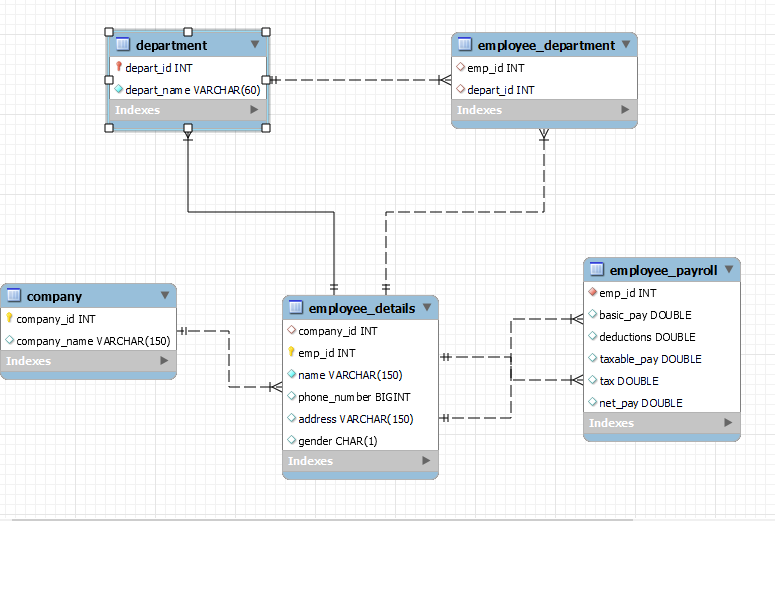 department
depart_id INT
depart_name VARCHAR(60)
Indexes
employee_department
emp_id INT
depart_id INT
Indexes
company
company_id INT
company_name VARCHAR(150)
Indexes
employee_details
company_id INT
emp_id INT
name VARCHAR(150)
phone_number BIGINT
address VARCHAR(150)
gender CHAR(1)
Indexes
employee_payroll
emp_id INT
basic_pay DOUBLE
deductions DOUBLE
taxable_pay DOUBLE
tax DOUBLE
net_pay DOUBLE
Indexes